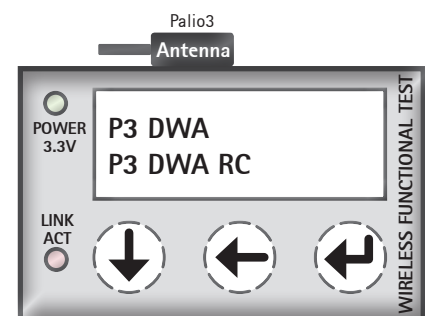 Palio3
Antenna
POWER
3.3V
P3 DWA
P3 DWA RC
LINK
ACT
WIRELESS FUNCTIONAL TEST